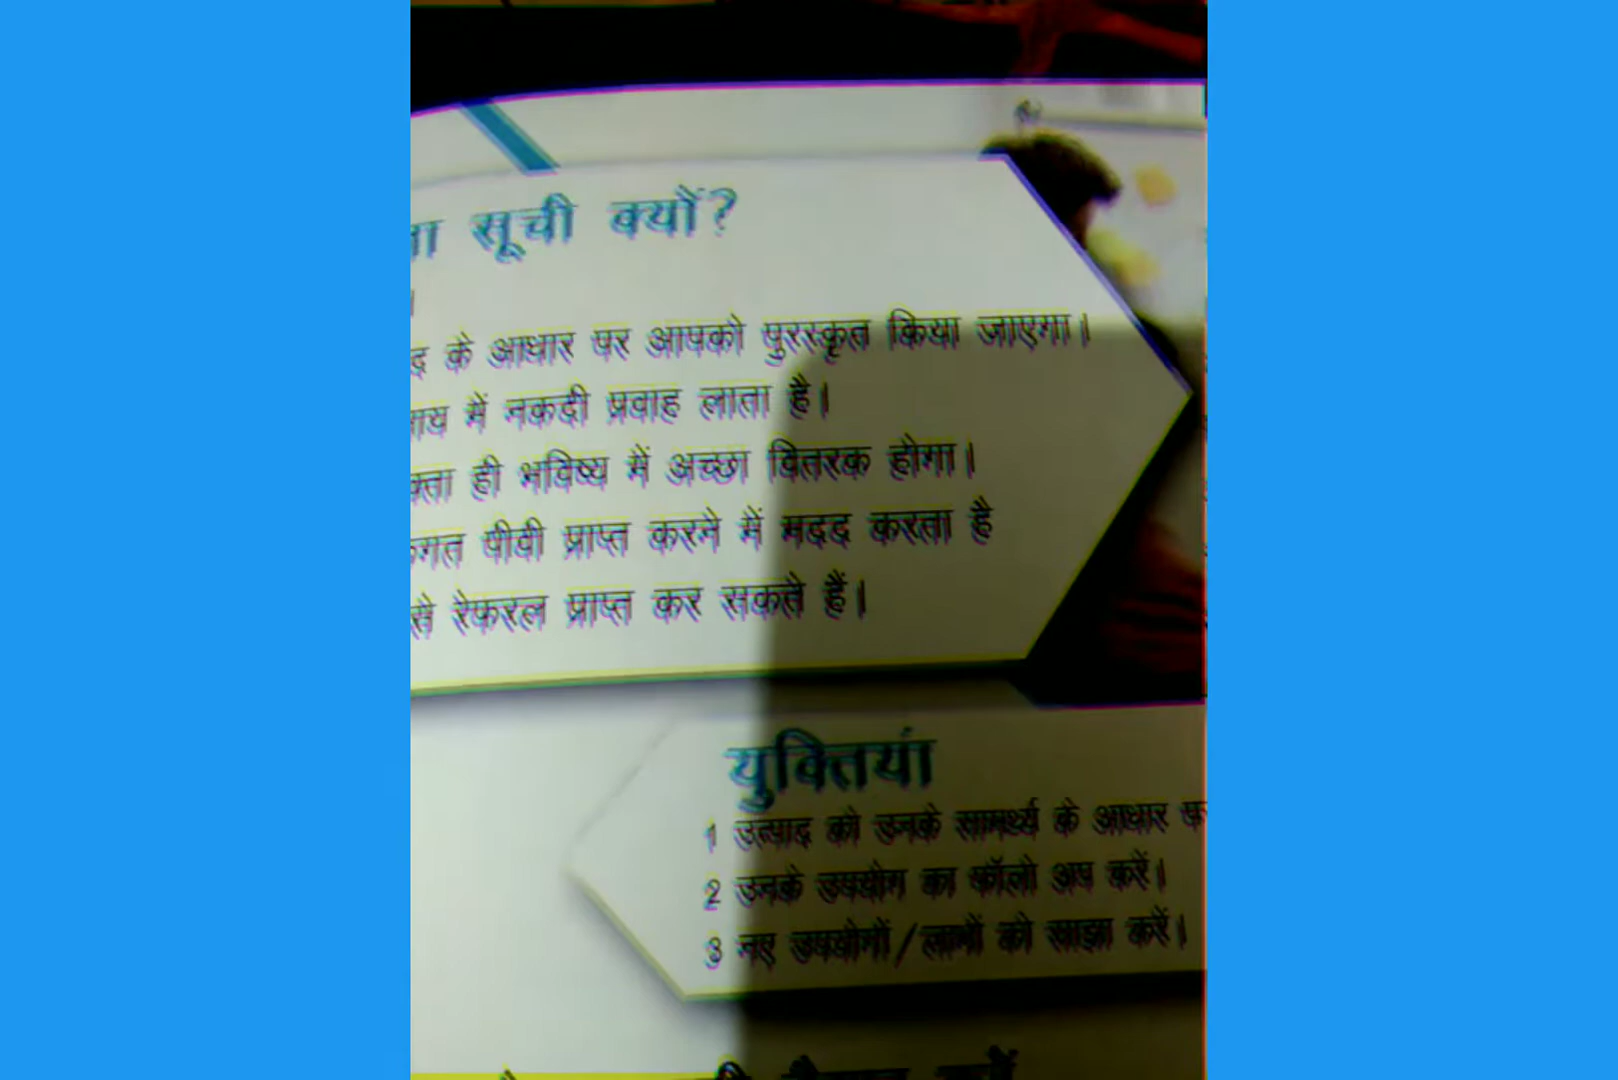 सूची क्यों?
के आधार पर आपको पुरस्कृत किया जाएगा।
में नकदी प्रवाह लाता है।
ही भविष्य में अच्छा वितरक होगा।
पीवी प्राप्त करने में मदद करता है
से रेफरल प्राप्त कर सकते हैं।
युक्तियां
1 उत्पाद को उनके सामर्थ्य के आधार
2 उनके उपयोग का फॉलो अप करें।
3 नए उपयोगों/लाभों को साझा करें।